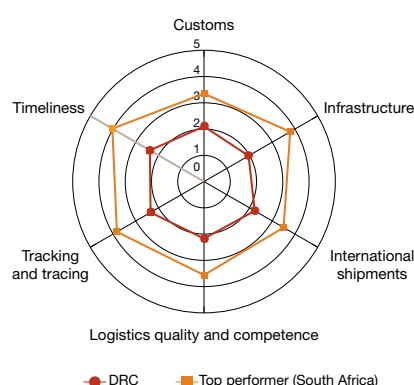 Customs
5
4
3
2
1
0
Timeliness
Infrastructure
Tracking
and tracing
International
shipments
Logistics quality and competence
DRC
Top performer (South Africa)